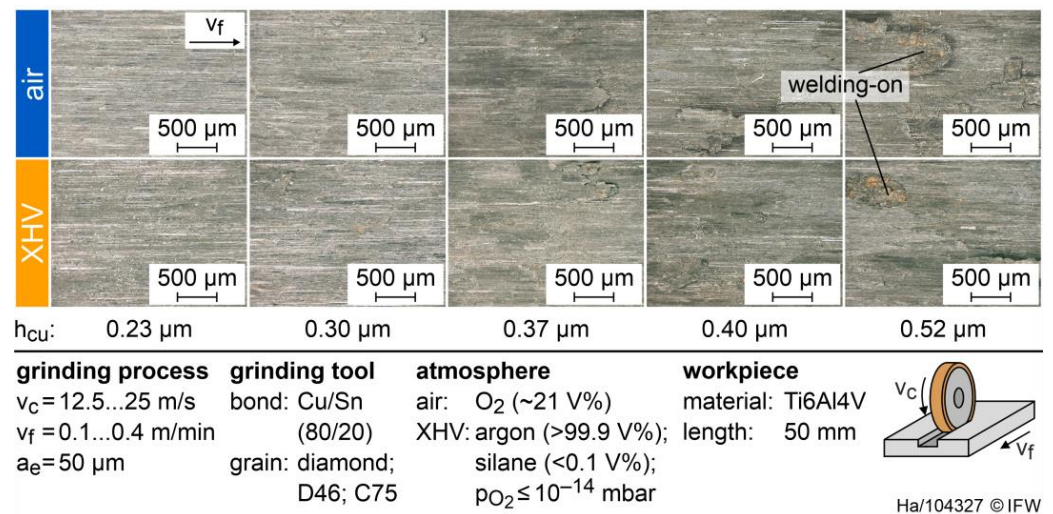 air
vf
welding-on
500 µm
500 µm
500 µm
500 µm
500 µm
XHV
500 µm
500 µm
500 µm
500 µm
500 µm
hcu: 0.23 µm 0.30 µm 0.37 µm 0.40 µm 0.52 µm
grinding process grinding tool atmosphere workpiece
vc = 12.5...25 m/s bond: Cu/Sn air: O2 (~21 V%) material: Ti6Al4V
vf = 0.1...0.4 m/min (80/20) XHV: argon (>99.9 V%); length: 50 mm
ae = 50 µm grain: diamond; silane (<0.1 V%);
D46; C75 pO2 ≤ 10⁻¹⁴ mbar
vc
vf
Ha/104327 © IFW